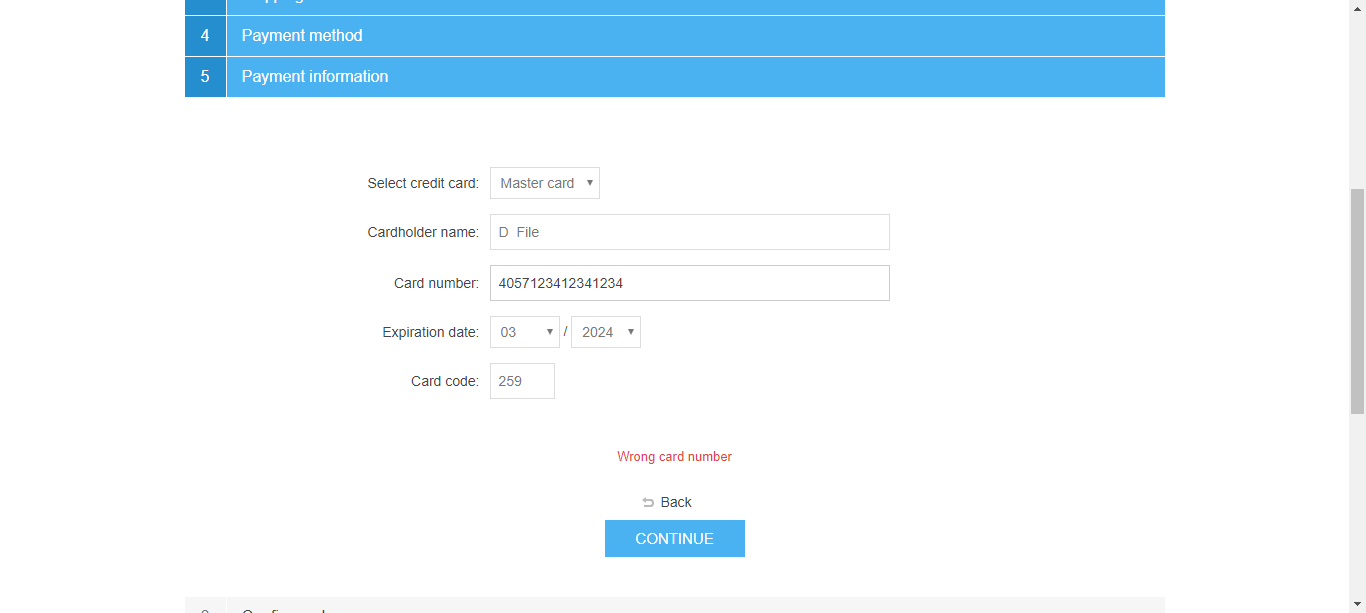 4 Payment method
5 Payment information
Select credit card: Master card
Cardholder name: D File
Card number: 4057123412341234
Expiration date: 03 / 2024
Card code: 259
Wrong card number
Back
CONTINUE